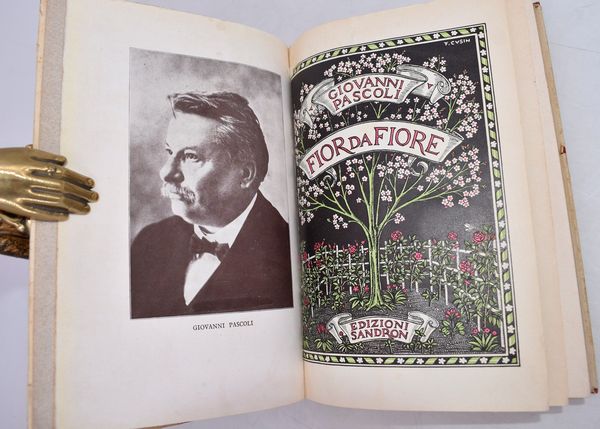 GIOVANNI PASCOLI
F. CUSIN
GIOVANNI
PASCOLI
FIOR DA FIORE
EDIZIONI
SANDRON